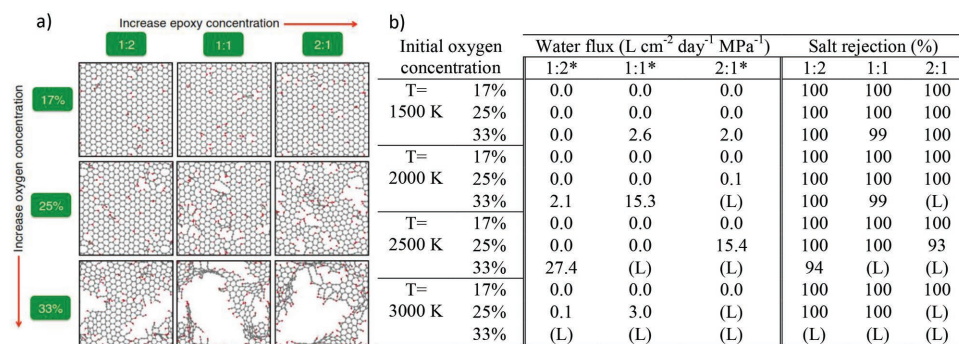 a)
Increase epoxy concentration
1:2 1:1 2:1
Increase oxygen concentration
17%
25%
33%
b)
Initial oxygen concentration Water flux (L cm⁻² day⁻¹ MPa⁻¹) Salt rejection (%)
1:2* 1:1* 2:1* 1:2 1:1 2:1
T= 17% 0.0 0.0 0.0 100 100 100
1500 K 25% 0.0 0.0 0.0 100 100 100
33% 0.0 2.6 2.0 100 99 100
T= 17% 0.0 0.0 0.0 100 100 100
2000 K 25% 0.0 0.0 0.1 100 100 100
33% 2.1 15.3 (L) 100 99 (L)
T= 17% 0.0 0.0 0.0 100 100 100
2500 K 25% 0.0 0.0 15.4 100 100 93
33% 27.4 (L) (L) 94 (L) (L)
T= 17% 0.0 0.0 0.0 100 100 100
3000 K 25% 0.1 3.0 (L) 100 100 (L)
33% (L) (L) (L) (L) (L) (L)